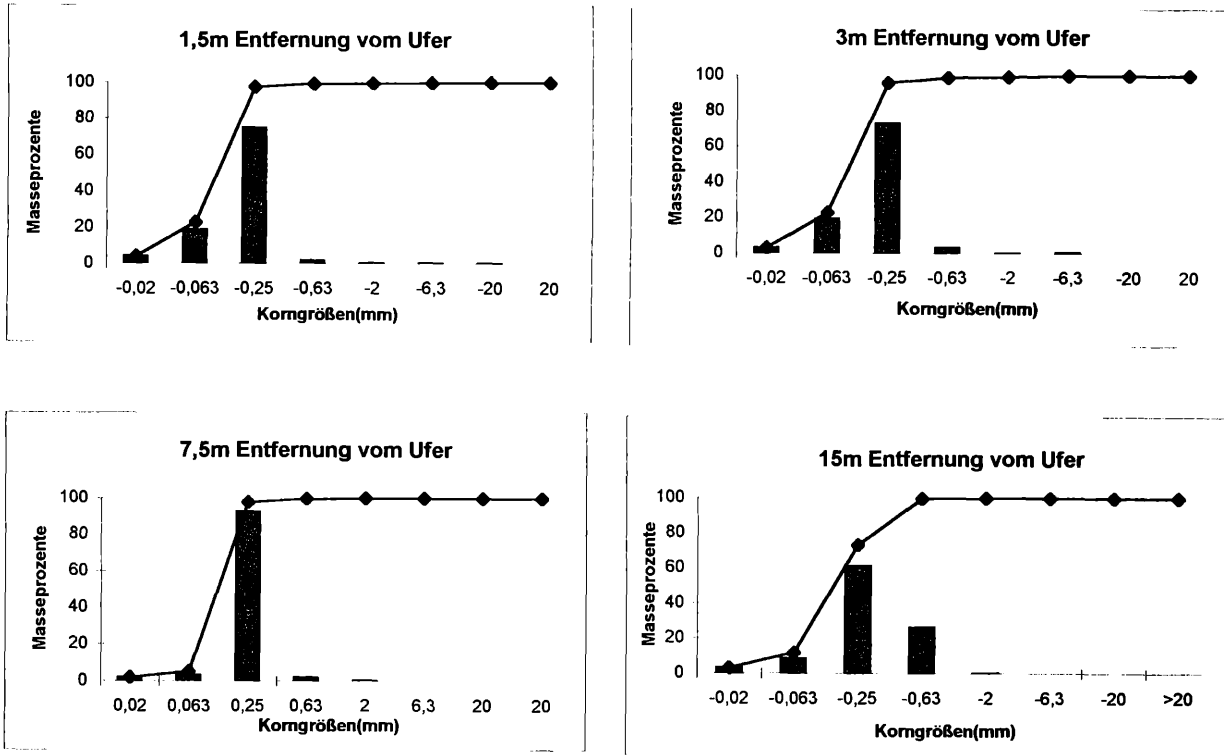 1,5m Entfernung vom Ufer
Masseprozente
100
80
60
40
20
0
-0,02 -0,063 -0,25 -0,63 -2 -6,3 -20 20
Korngrößen(mm)
3m Entfernung vom Ufer
Masseprozente
100
80
60
40
20
0
-0,02 -0,063 -0,25 -0,63 -2 -6,3 -20 20
Korngrößen(mm)
7,5m Entfernung vom Ufer
Masseprozente
100
80
60
40
20
0
0,02 0,063 0,25 0,63 2 6,3 20 20
Korngrößen(mm)
15m Entfernung vom Ufer
Masseprozente
100
80
60
40
20
0
-0,02 -0,063 -0,25 -0,63 -2 -6,3 -20 >20
Korngrößen(mm)